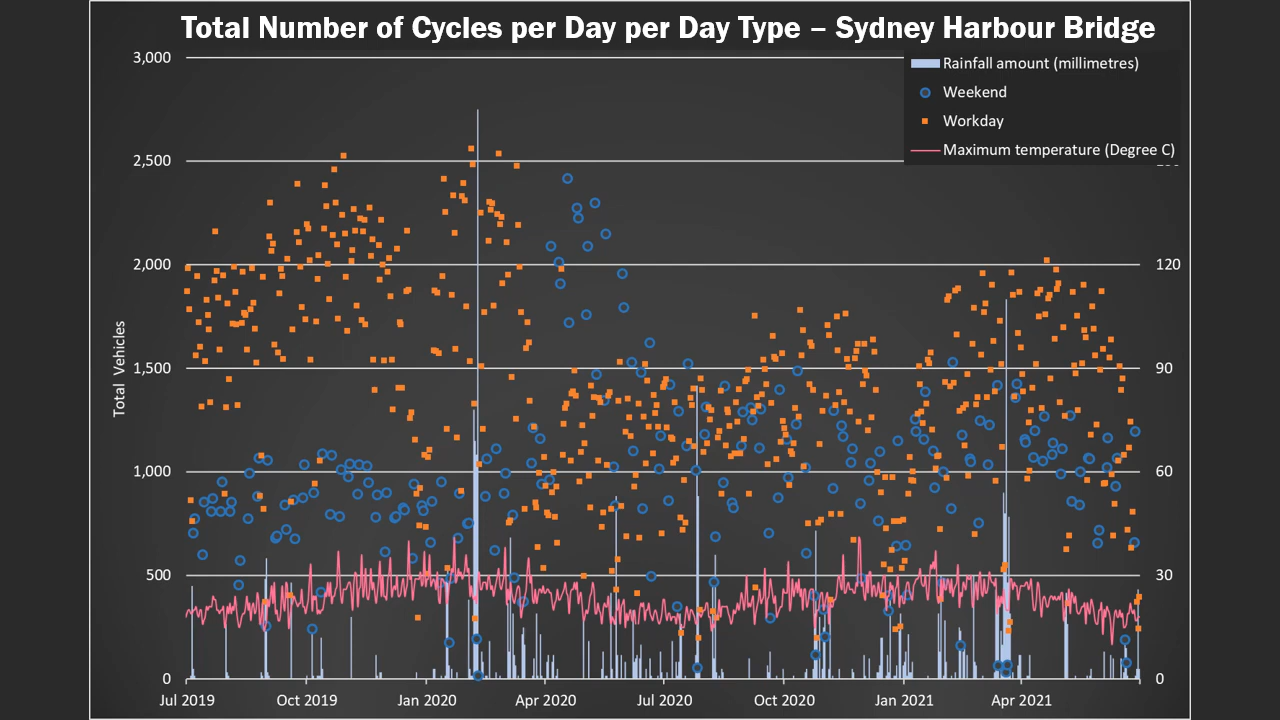 Total Number of Cycles per Day per Day Type – Sydney Harbour Bridge
3,000
Rainfall amount (millimetres)
Weekend
Workday
Maximum temperature (Degree C)
2,500
2,000
120
Total Vehicles
1,500
90
1,000
60
500
30
0
0
Jul 2019
Oct 2019
Jan 2020
Apr 2020
Jul 2020
Oct 2020
Jan 2021
Apr 2021